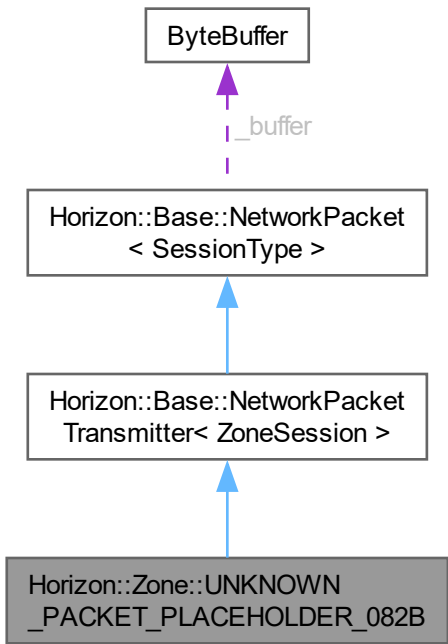 ByteBuffer
_buffer
Horizon::Base::NetworkPacket
< SessionType >
Horizon::Base::NetworkPacket
Transmitter< ZoneSession >
Horizon::Zone::UNKNOWN
_PACKET_PLACEHOLDER_082B